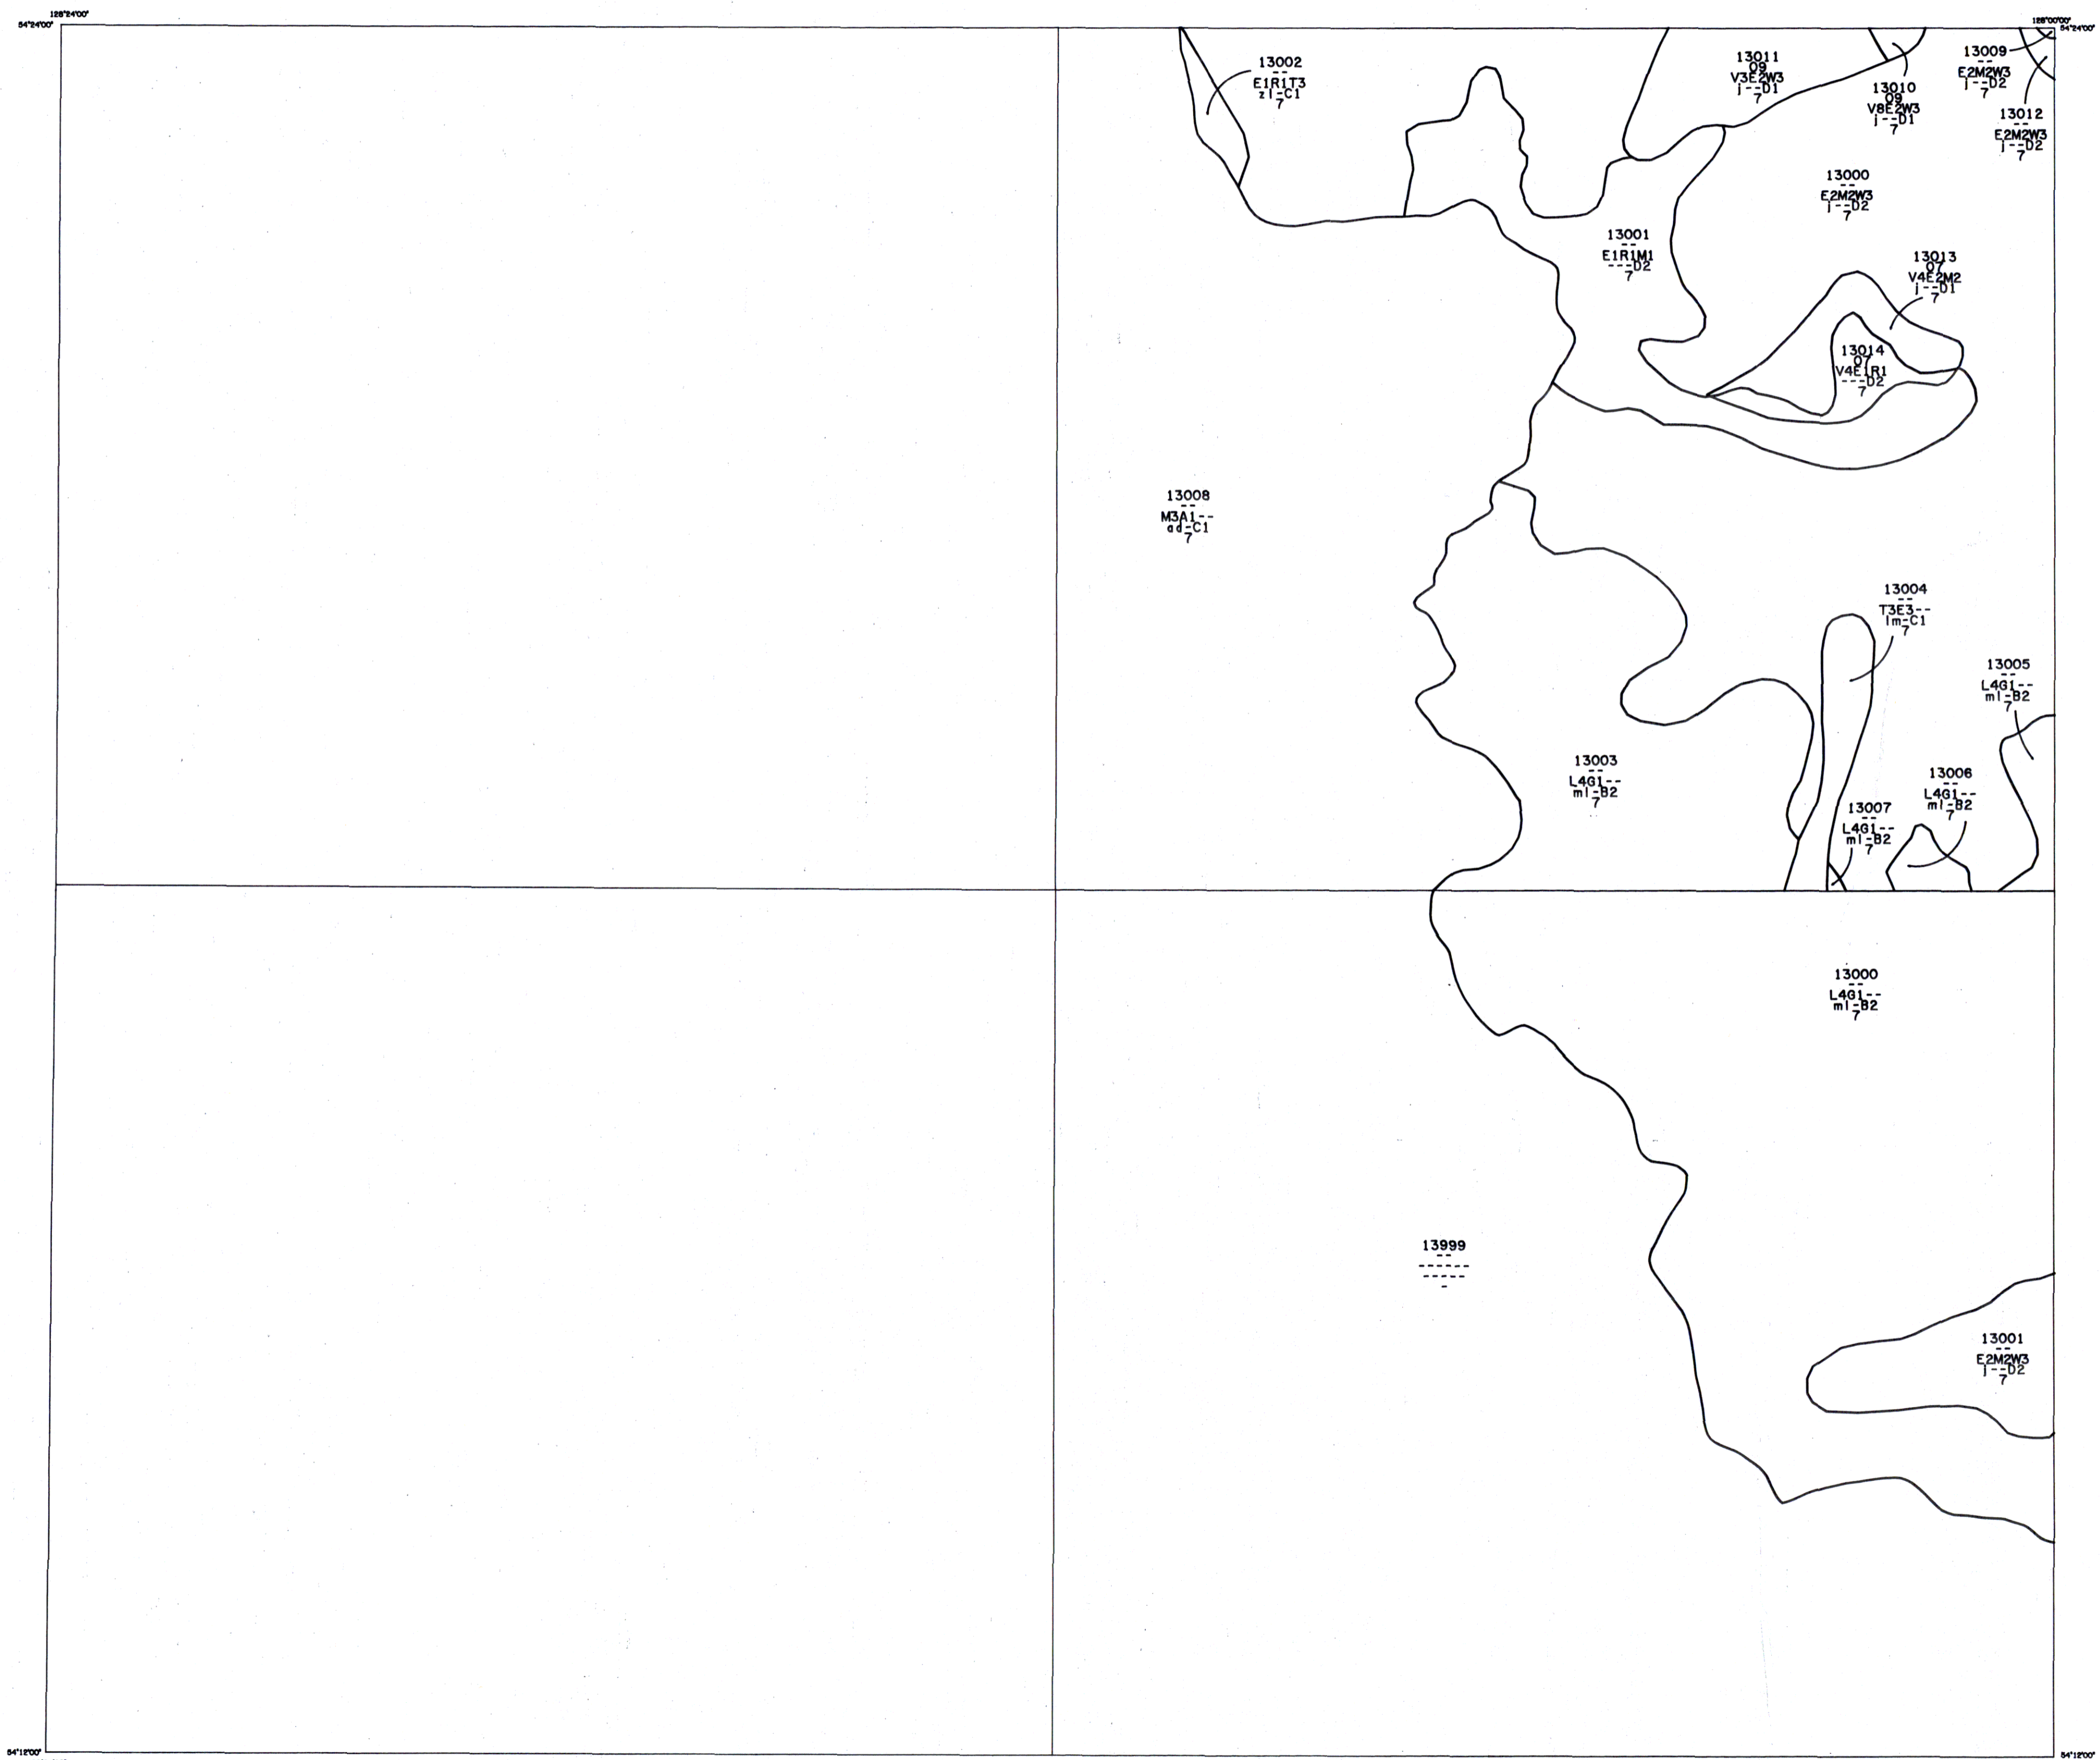 128°24'00"
54°24'00"
128°00'00"
54°24'00"
13002
--
E1R1T3
zl-C1
7
13011
09
V3E2W3
j--D1
7
13010
09
V8E2W3
j--D1
7
13009
--
E2M2W3
j--D2
7
13012
--
E2M2W3
j--D2
7
13000
--
E2M2W3
j--D2
7
13001
--
E1R1M1
---D2
7
13013
07
V4E2M2
j--D1
7
13014
07
V4E1R1
---D2
7
13008
--
M3A1--
ad-C1
7
13004
--
T3E3--
lm-C1
7
13005
--
L4G1--
ml-B2
7
13003
--
L4G1--
ml-B2
7
13006
--
L4G1--
ml-B2
7
13007
--
L4G1--
ml-B2
7
13000
--
L4G1--
ml-B2
7
13999
--
------
-----
-
13001
--
E2M2W3
j--D2
7
54°12'00"
54°12'00"